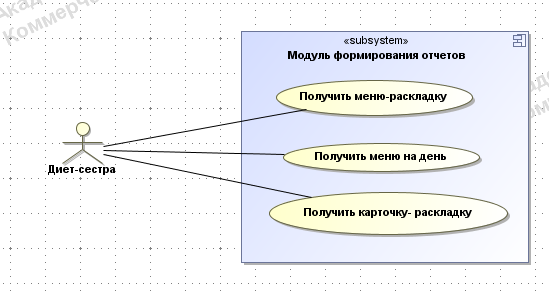 «subsystem»
Модуль формирования отчетов
Получить меню-раскладку
Получить меню на день
Получить карточку- раскладку
Диет-сестра